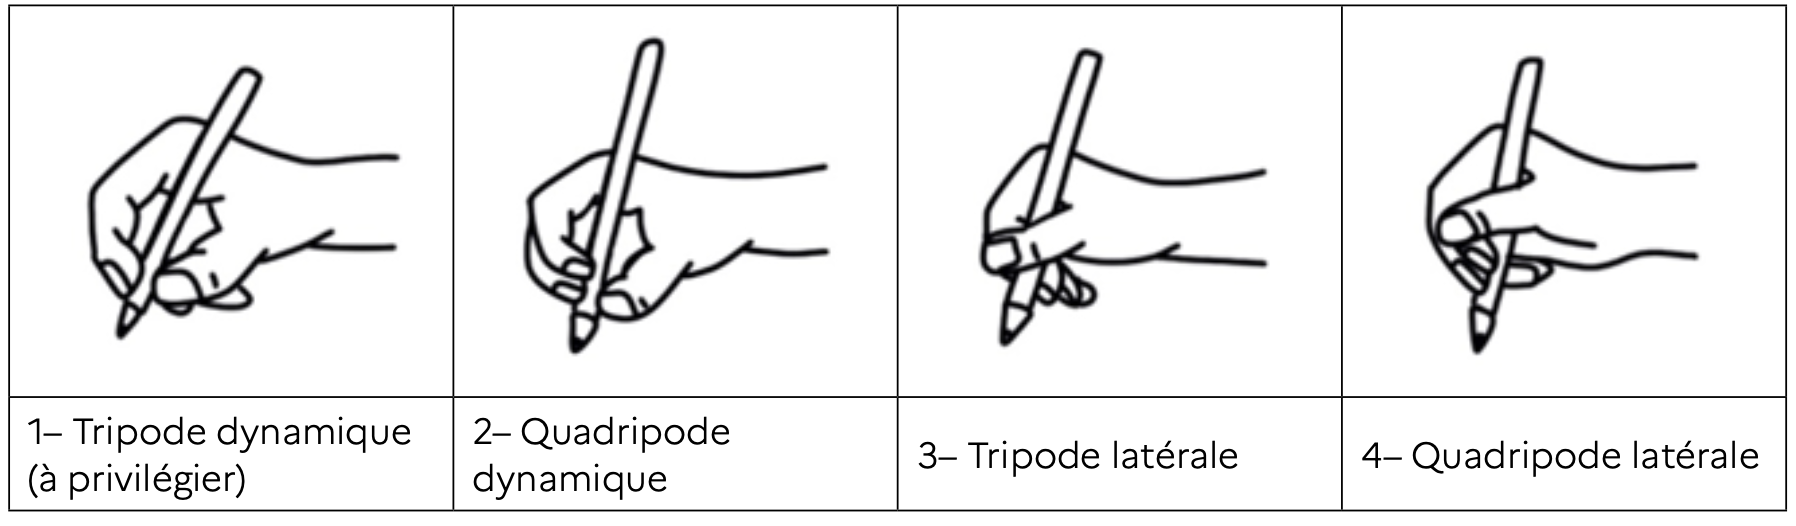 1– Tripode dynamique
(à privilégier)
2– Quadripode
dynamique
3– Tripode latérale
4– Quadripode latérale